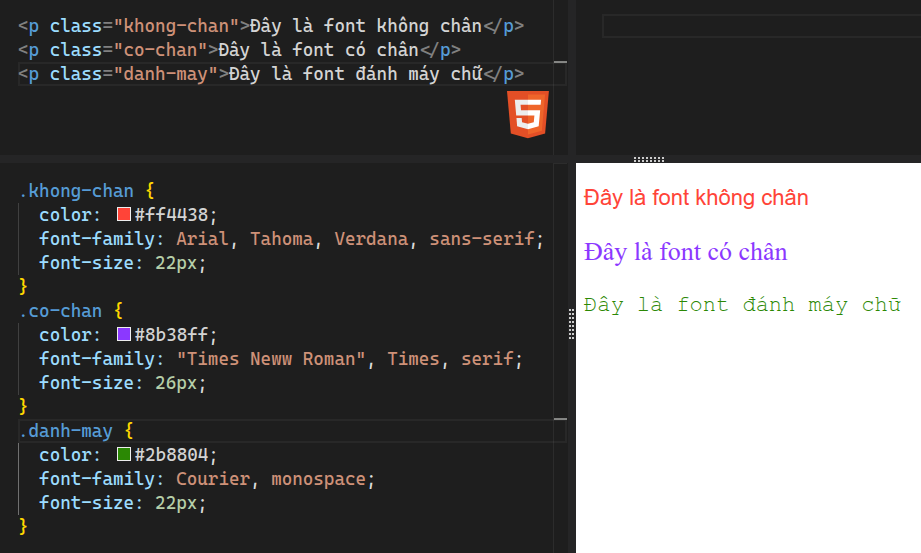 <p class="khong-chan">Đây là font không chân</p>
<p class="co-chan">Đây là font có chân</p>
<p class="danh-may">Đây là font đánh máy chữ</p>
5
.khong-chan {
color: #ff4438;
font-family: Arial, Tahoma, Verdana, sans-serif;
font-size: 22px;
}
.co-chan {
color: #8b38ff;
font-family: "Times Neww Roman", Times, serif;
font-size: 26px;
}
.danh-may {
color: #2b8804;
font-family: Courier, monospace;
font-size: 22px;
}
Đây là font không chân
Đây là font có chân
Đây là font đánh máy chữ